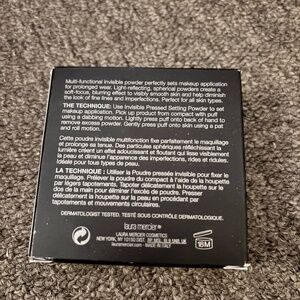 Multi-functional invisible powder perfectly sets makeup application
for prolonged wear. Light-reflecting, spherical powders create a
soft-focus, blurring effect to visibly smooth skin and help diminish
the look of fine lines and imperfections. Perfect for all skin types.
THE TECHNIQUE: Use Invisible Pressed Setting Powder to set
makeup application. Pick up product from compact with puff
using a dabbing motion. Lightly press puff onto back of hand to
remove excess powder. Gently press puff onto skin using a pat
and roll motion.
Cette poudre invisible multifonction fixe parfaitement le maquillage
et prolonge sa tenue. Des particules sphériques réfléchissant la
lumière créent un effet adoucissant et floutant qui lissent visiblement
la peau et diminue l'apparence des imperfections, rides et ridules.
Idéal pour tous types de peau.
LA TECHNIQUE : Utiliser la Poudre pressée invisible pour fixer le
maquillage. Prélever la poudre du compact à l'aide de la houpette
par légers tapotements. Tapoter délicatement la houpette sur le
dos de la main pour éliminer l'excès de poudre. Presser
délicatement la houpette sur la peau en procédant par
tapotements et mouvements circulaires.
DERMATOLOGIST TESTED. TESTÉ SOUS CONTRÔLE DERMATOLOGIQUE.
laura mercier
LAURA MERCIER COSMETICS
NEW YORK, NY 10130 DIST.
lauramercier.com MADE IN ITALY
18M